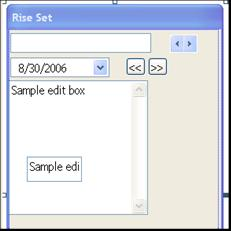 Rise Set
8/30/2006
<< >>
Sample edit box
Sample edi